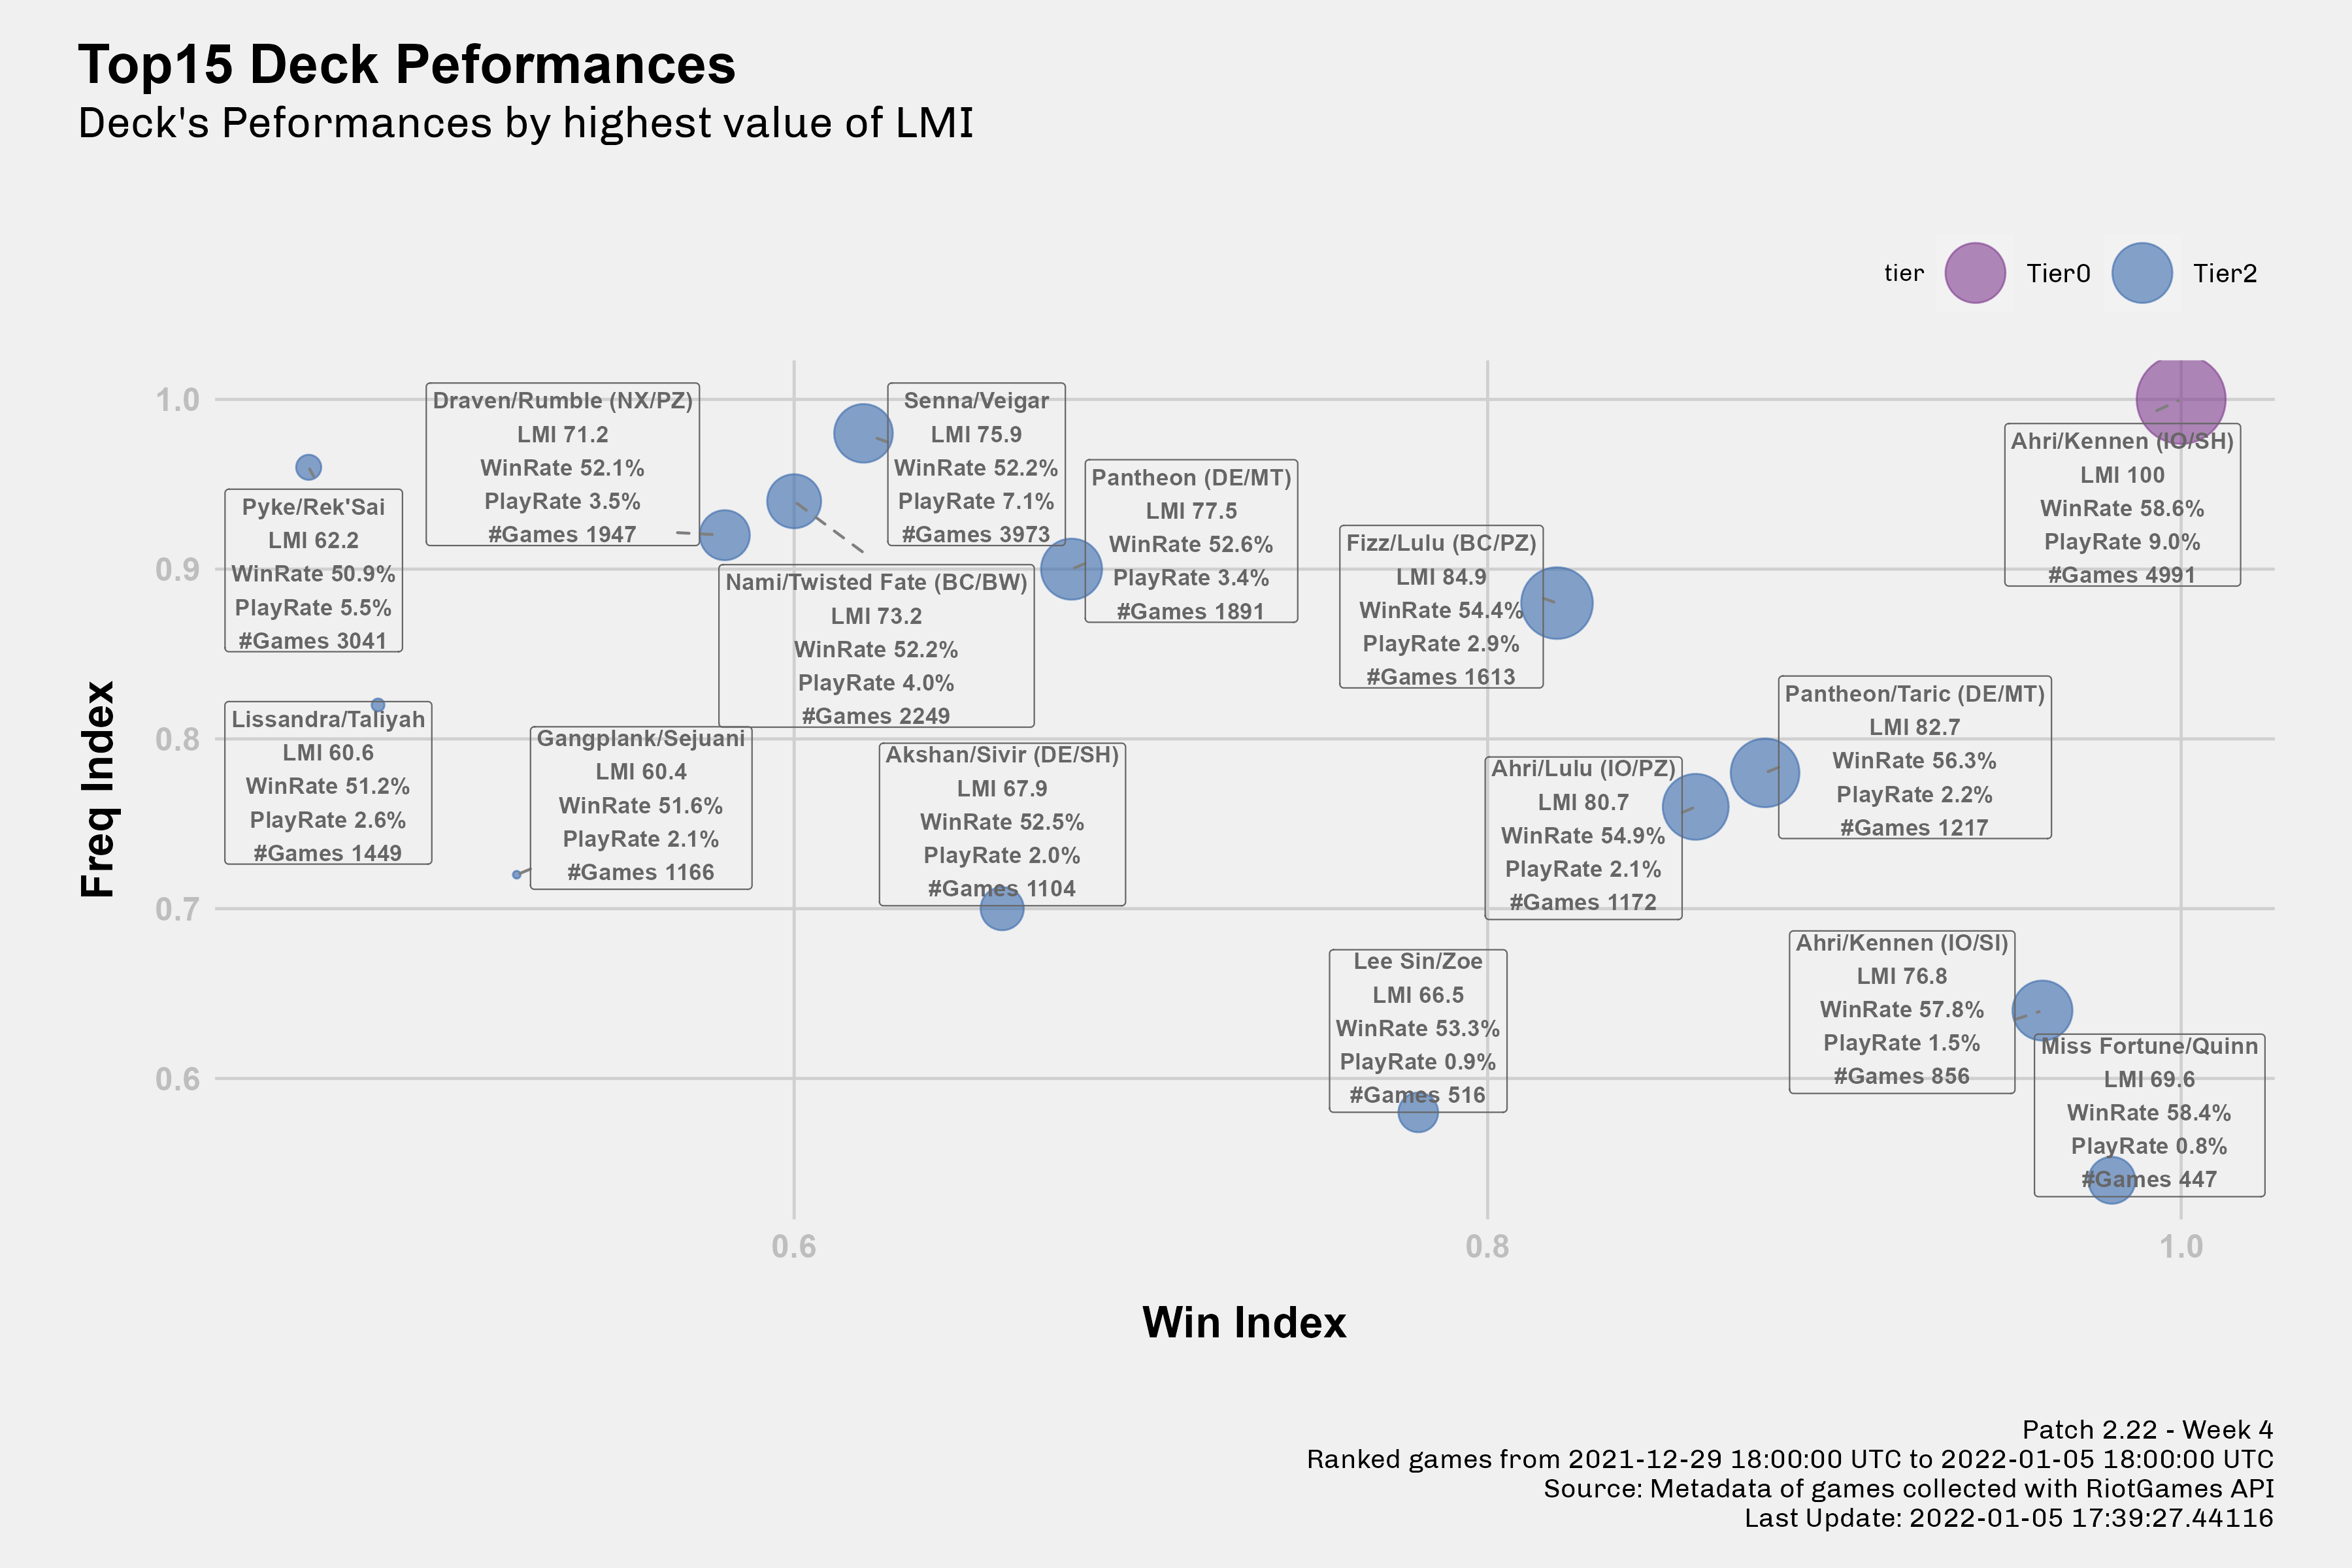 Top15 Deck Peformances
Deck's Peformances by highest value of LMI
tier
Tier0
Tier2
Freq Index
1.0
0.9
0.8
0.7
0.6
Draven/Rumble (NX/PZ)
LMI 71.2
WinRate 52.1%
PlayRate 3.5%
#Games 1947
Senna/Veigar
LMI 75.9
WinRate 52.2%
PlayRate 7.1%
#Games 3973
Ahri/Kennen (IO/SH)
LMI 100
WinRate 58.6%
PlayRate 9.0%
#Games 4991
Pantheon (DE/MT)
LMI 77.5
WinRate 52.6%
PlayRate 3.4%
#Games 1891
Pyke/Rek'Sai
LMI 62.2
WinRate 50.9%
PlayRate 5.5%
#Games 3041
Fizz/Lulu (BC/PZ)
LMI 84.9
WinRate 54.4%
PlayRate 2.9%
#Games 1613
Nami/Twisted Fate (BC/BW)
LMI 73.2
WinRate 52.2%
PlayRate 4.0%
#Games 2249
Pantheon/Taric (DE/MT)
LMI 82.7
WinRate 56.3%
PlayRate 2.2%
#Games 1217
Lissandra/Taliyah
LMI 60.6
WinRate 51.2%
PlayRate 2.6%
#Games 1449
Gangplank/Sejuani
LMI 60.4
WinRate 51.6%
PlayRate 2.1%
#Games 1166
Akshan/Sivir (DE/SH)
LMI 67.9
WinRate 52.5%
PlayRate 2.0%
#Games 1104
Ahri/Lulu (IO/PZ)
LMI 80.7
WinRate 54.9%
PlayRate 2.1%
#Games 1172
Ahri/Kennen (IO/SI)
LMI 76.8
WinRate 57.8%
PlayRate 1.5%
#Games 856
Lee Sin/Zoe
LMI 66.5
WinRate 53.3%
PlayRate 0.9%
#Games 516
Miss Fortune/Quinn
LMI 69.6
WinRate 58.4%
PlayRate 0.8%
#Games 447
0.6
0.8
1.0
Win Index
Patch 2.22 - Week 4
Ranked games from 2021-12-29 18:00:00 UTC to 2022-01-05 18:00:00 UTC
Source: Metadata of games collected with RiotGames API
Last Update: 2022-01-05 17:39:27.44116